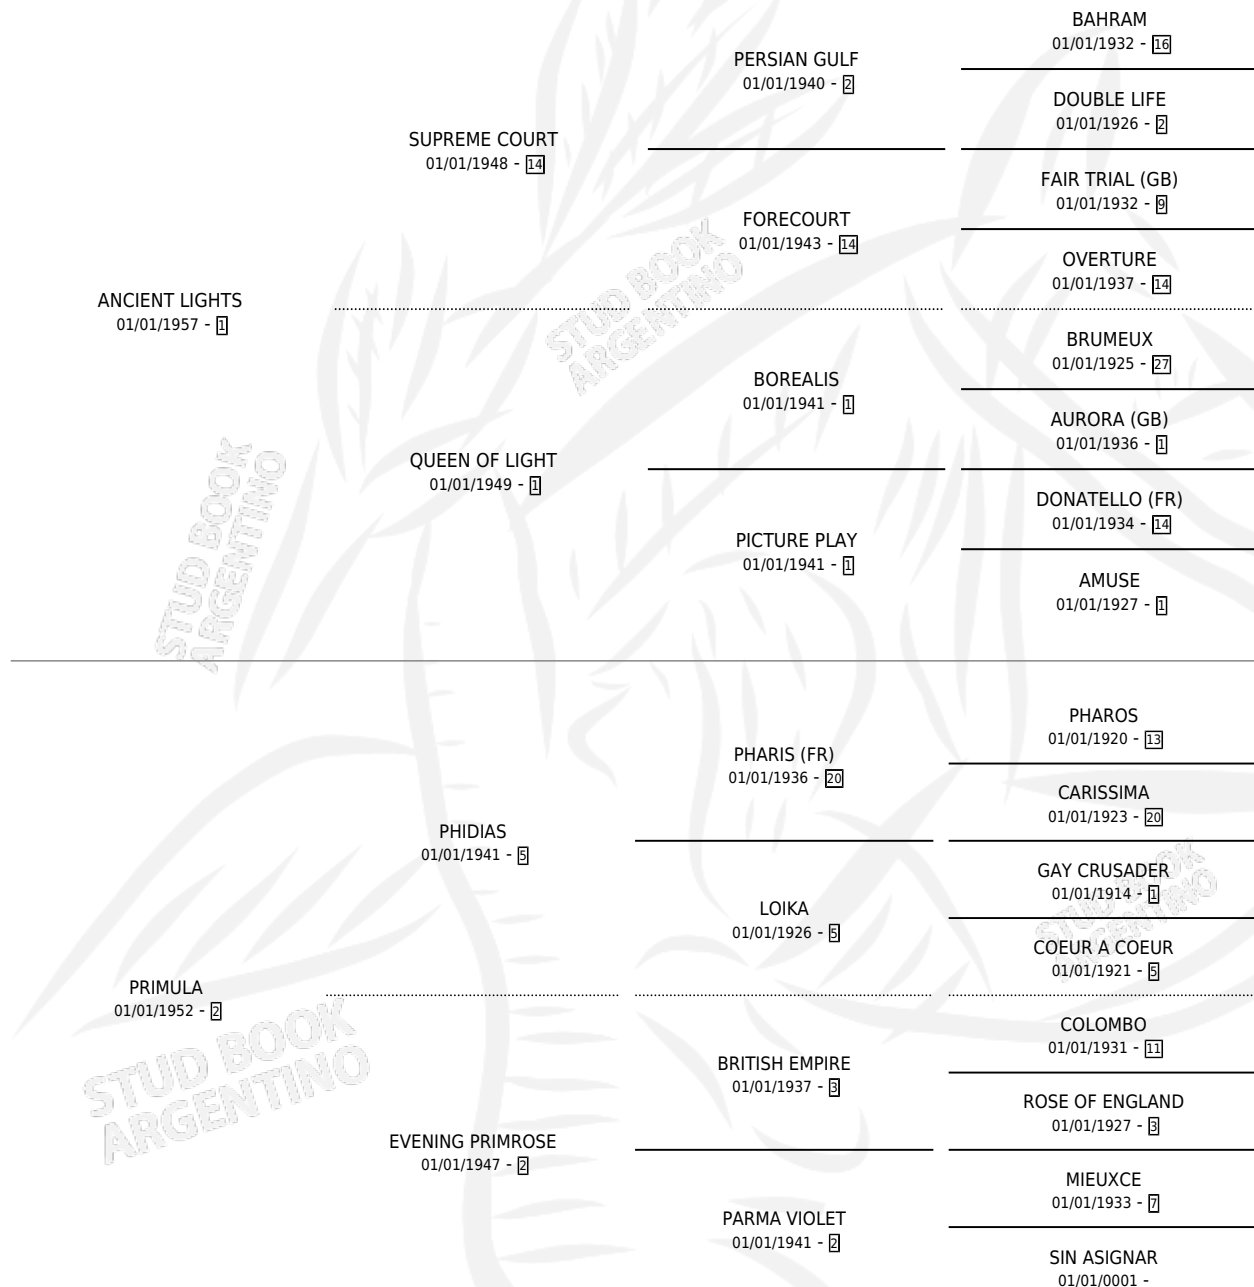 BAHRAM
01/01/1932 - 16
PERSIAN GULF
01/01/1940 - 2
DOUBLE LIFE
01/01/1926 - 2
SUPREME COURT
01/01/1948 - 14
FAIR TRIAL (GB)
01/01/1932 - 9
FORECOURT
01/01/1943 - 14
OVERTURE
01/01/1937 - 14
ANCIENT LIGHTS
01/01/1957 - 1
STUD BOOK
ARGENTINO
BRUMEUX
01/01/1925 - 27
BOREALIS
01/01/1941 - 1
AURORA (GB)
01/01/1936 - 1
QUEEN OF LIGHT
01/01/1949 - 1
DONATELLO (FR)
01/01/1934 - 14
PICTURE PLAY
01/01/1941 - 1
AMUSE
01/01/1927 - 1
STUD BOOK
ARGENTINO
PHAROS
01/01/1920 - 13
PHARIS (FR)
01/01/1936 - 20
CARISSIMA
01/01/1923 - 20
PHIDIAS
01/01/1941 - 5
GAY CRUSADER
01/01/1914 - 1
STUD BOOK
ARGENTINO
LOIKA
01/01/1926 - 5
COEUR A COEUR
01/01/1921 - 5
PRIMULA
01/01/1952 - 2
STUD BOOK
ARGENTINO
COLOMBO
01/01/1931 - 11
BRITISH EMPIRE
01/01/1937 - 3
ROSE OF ENGLAND
01/01/1927 - 3
EVENING PRIMROSE
01/01/1947 - 2
MIEUXCE
01/01/1933 - 7
PARMA VIOLET
01/01/1941 - 2
SIN ASIGNAR
01/01/0001 -